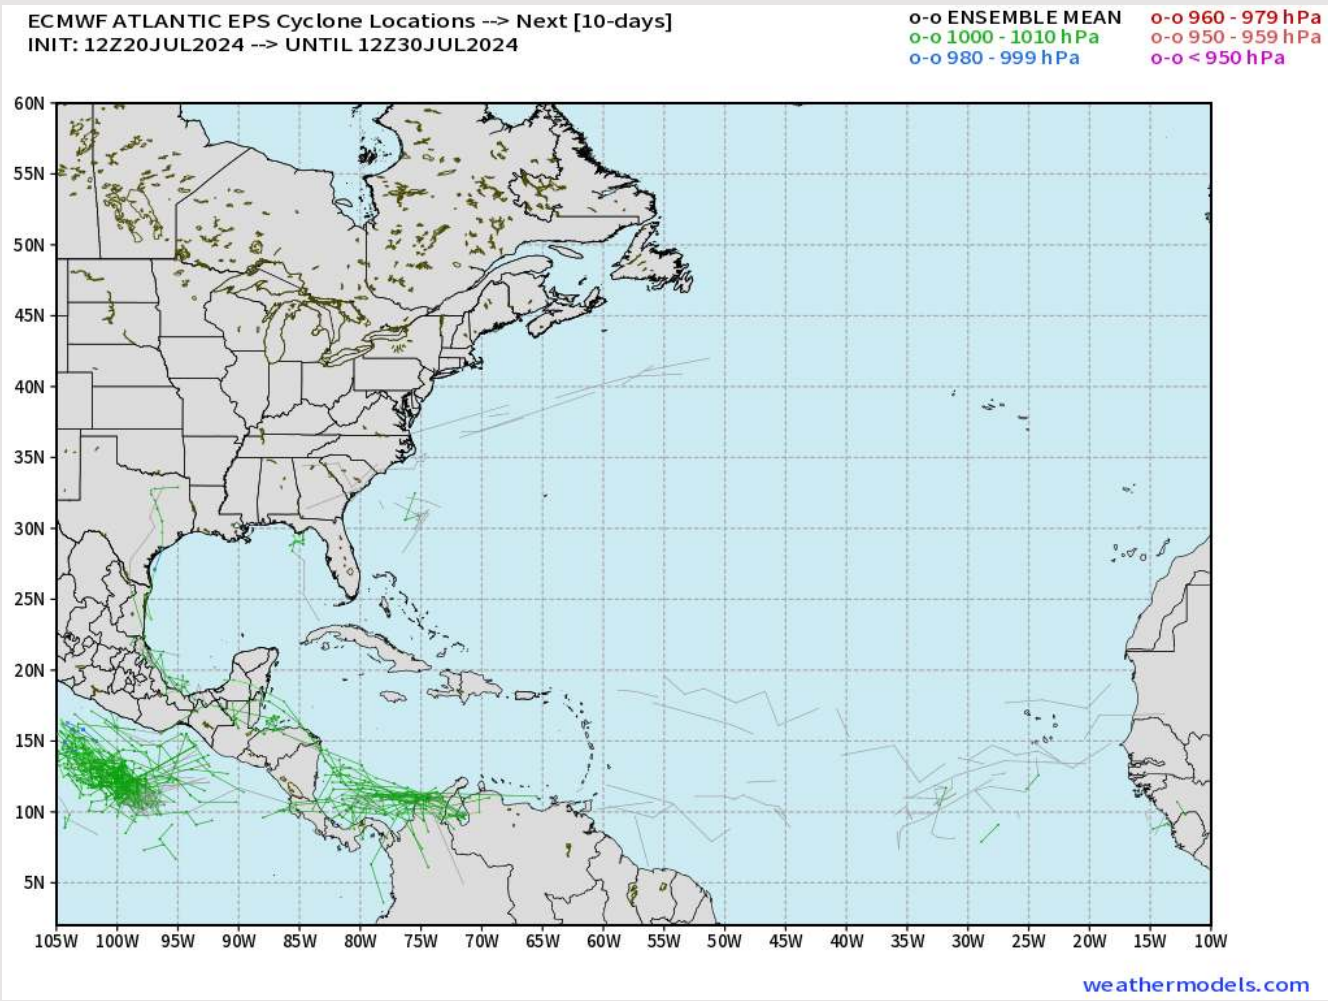 ECMWF ATLANTIC EPS Cyclone Locations --> Next [10-days]
INIT: 12Z20JUL2024 --> UNTIL 12Z30JUL2024
o-o ENSEMBLE MEAN
o-o 1000 - 1010 hPa
o-o 980 - 999 hPa
o-o 960 - 979 hPa
o-o 950 - 959 hPa
o-o < 950 hPa
60N
55N
50N
45N
40N
35N
30N
25N
20N
15N
10N
5N
105W 100W 95W 90W 85W 80W 75W 70W 65W 60W 55W 50W 45W 40W 35W 30W 25W 20W 15W 10W
weathermodels.com